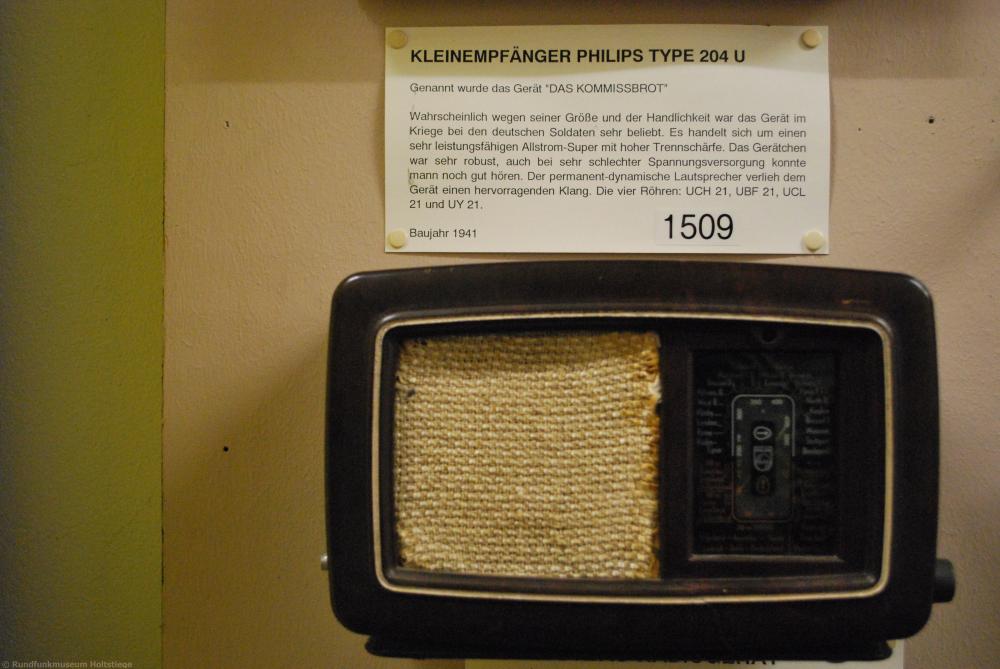 KLEINEMPFÄNGER PHILIPS TYPE 204 U
Genannt wurde das Gerät "DAS KOMMISSBROT"
Wahrscheinlich wegen seiner Größe und der Handlichkeit war das Gerät im
Kriege bei den deutschen Soldaten sehr beliebt. Es handelt sich um einen
sehr leistungsfähigen Allstrom-Super mit hoher Trennschärfe. Das Gerätchen
war sehr robust, auch bei sehr schlechter Spannungsversorgung konnte
mann noch gut hören. Der permanent-dynamische Lautsprecher verlieh dem
Gerät einen hervorragenden Klang. Die vier Röhren: UCH 21, UBF 21, UCL
21 und UY 21.
Baujahr 1941
1509
© Rundfunkmuseum Holtstiege